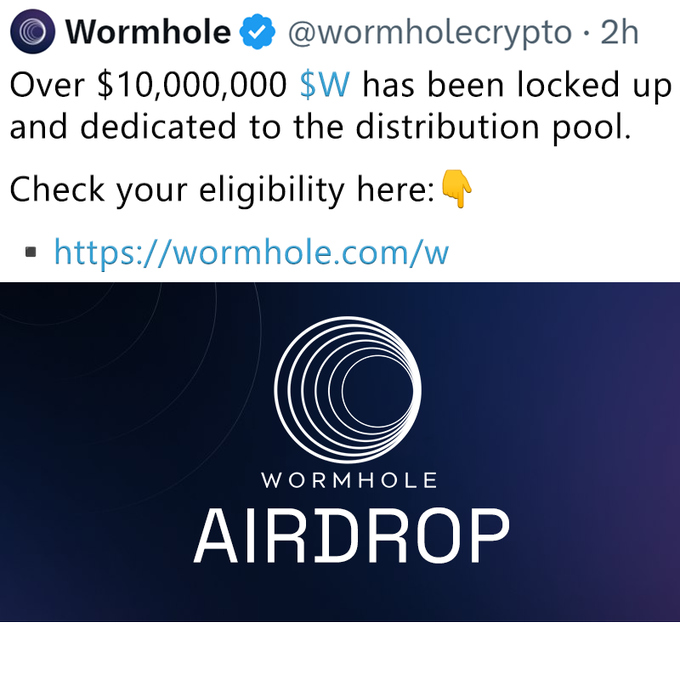 Wormhole @wormholecrypto · 2h
Over $10,000,000 $W has been locked up
and dedicated to the distribution pool.
Check your eligibility here:👇
▪ https://wormhole.com/w
WORMHOLE
AIRDROP